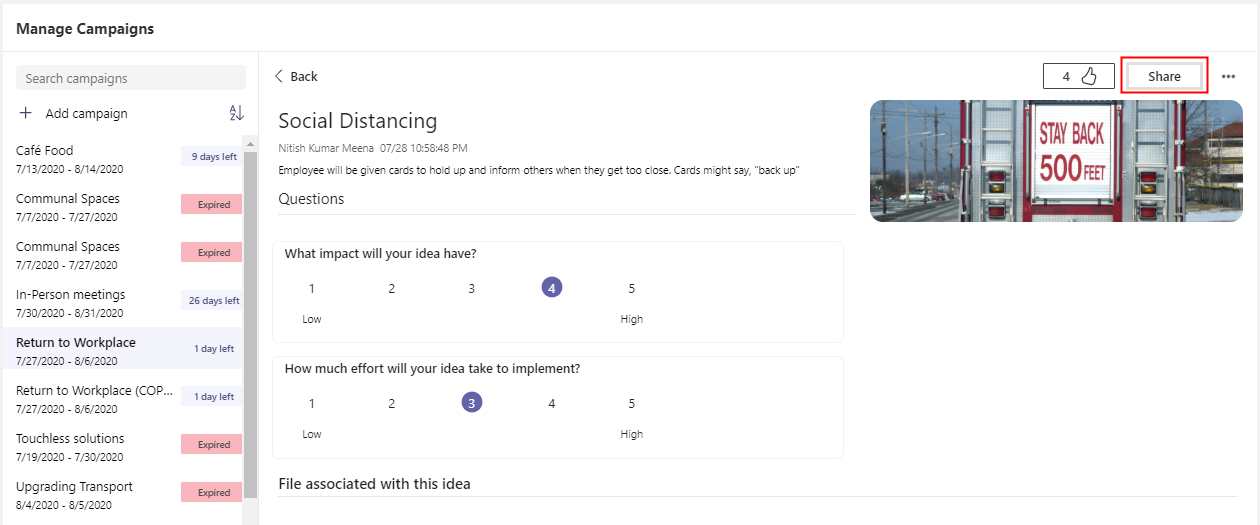 Manage Campaigns
Search campaigns
Add campaign
A
Z
Café Food
9 days left
7/13/2020 - 8/14/2020
Communal Spaces
Expired
7/7/2020 - 7/27/2020
Communal Spaces
Expired
7/7/2020 - 7/27/2020
In-Person meetings
26 days left
7/30/2020 - 8/31/2020
Return to Workplace
1 day left
7/27/2020 - 8/6/2020
Return to Workplace (COP...
1 day left
7/27/2020 - 8/6/2020
Touchless solutions
Expired
7/19/2020 - 7/30/2020
Upgrading Transport
Expired
8/4/2020 - 8/5/2020
Back
4
Share
Social Distancing
Nitish Kumar Meena 07/28 10:58:48 PM
Employee will be given cards to hold up and inform others when they get too close. Cards might say, "back up"
STAY BACK
500 FEET
Questions
What impact will your idea have?
1 2 3 4 5
Low High
How much effort will your idea take to implement?
1 2 3 4 5
Low High
File associated with this idea